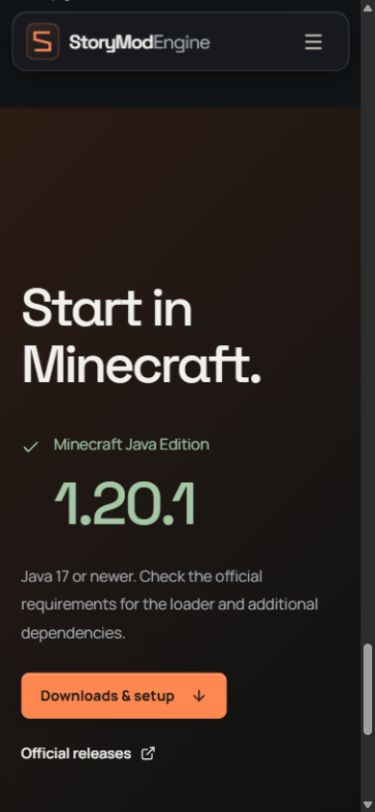 StoryModEngine
Start in
Minecraft.
Minecraft Java Edition
1.20.1
Java 17 or newer. Check the official
requirements for the loader and additional
dependencies.
Downloads & setup
Official releases